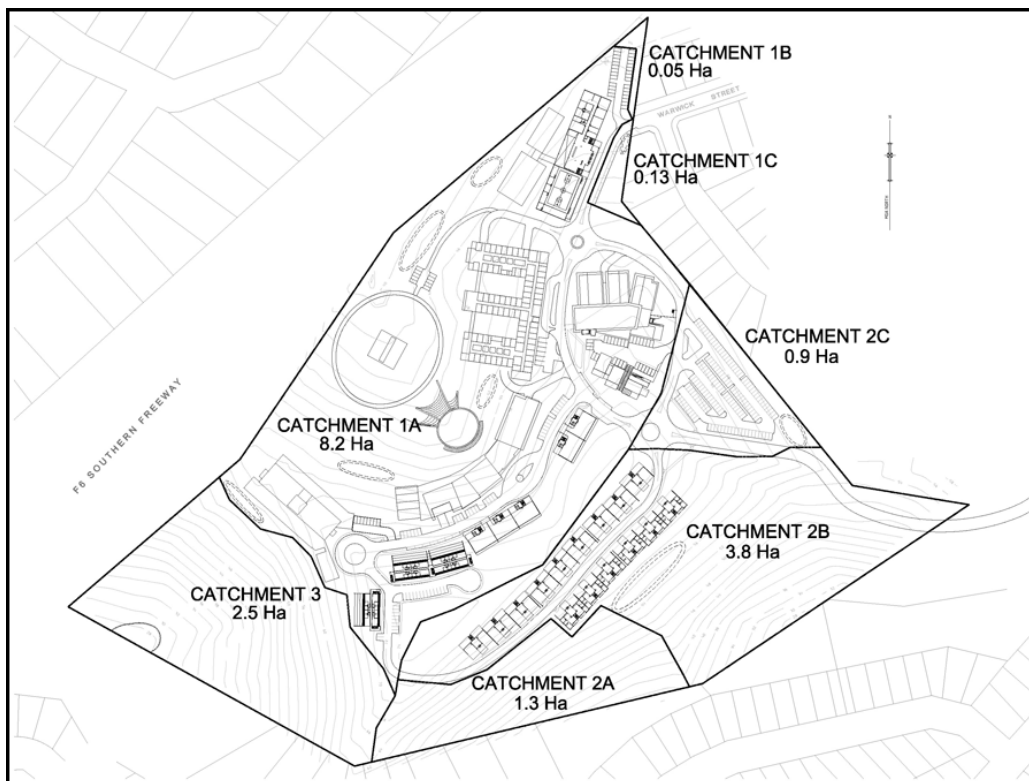 CATCHMENT 1B
0.05 Ha
WARWICK STREET
CATCHMENT 1C
0.13 Ha
CATCHMENT 2C
0.9 Ha
F6 SOUTHERN FREEWAY
CATCHMENT 1A
8.2 Ha
CATCHMENT 2B
3.8 Ha
CATCHMENT 3
2.5 Ha
CATCHMENT 2A
1.3 Ha